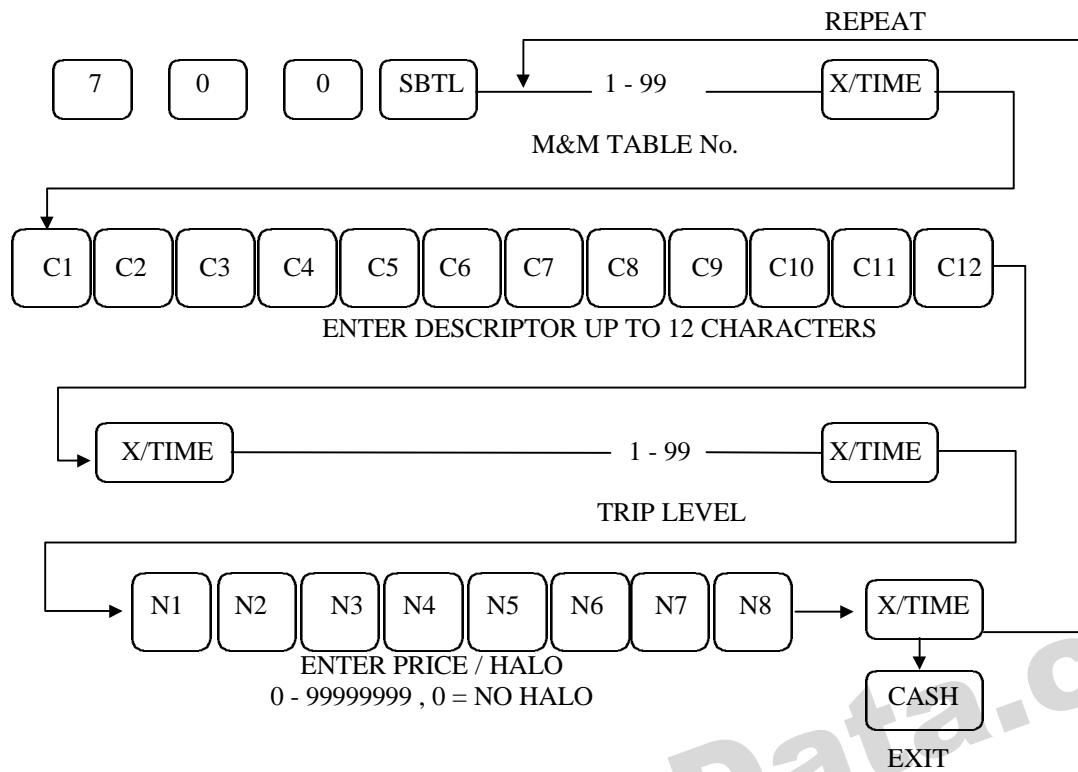 REPEAT
7 0 0 SBTL 1 - 99 X/TIME
M&M TABLE No.
C1 C2 C3 C4 C5 C6 C7 C8 C9 C10 C11 C12
ENTER DESCRIPTOR UP TO 12 CHARACTERS
X/TIME 1 - 99 X/TIME
TRIP LEVEL
N1 N2 N3 N4 N5 N6 N7 N8 X/TIME
ENTER PRICE / HALO
0 - 99999999 , 0 = NO HALO
CASH
EXIT